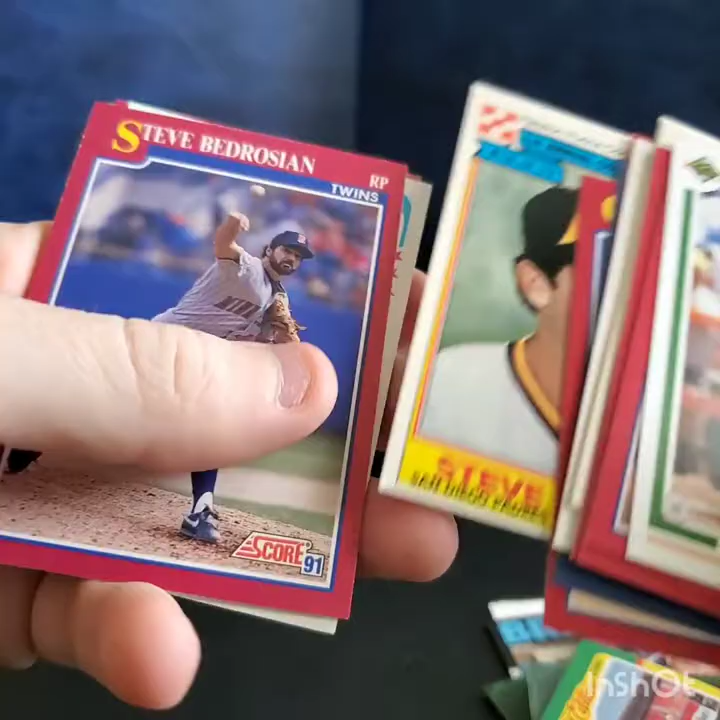 STEVE BEDROSIAN
RP
TWINS
SCORE 91
STEVE
SAN DIEGO PADRES
InShOt